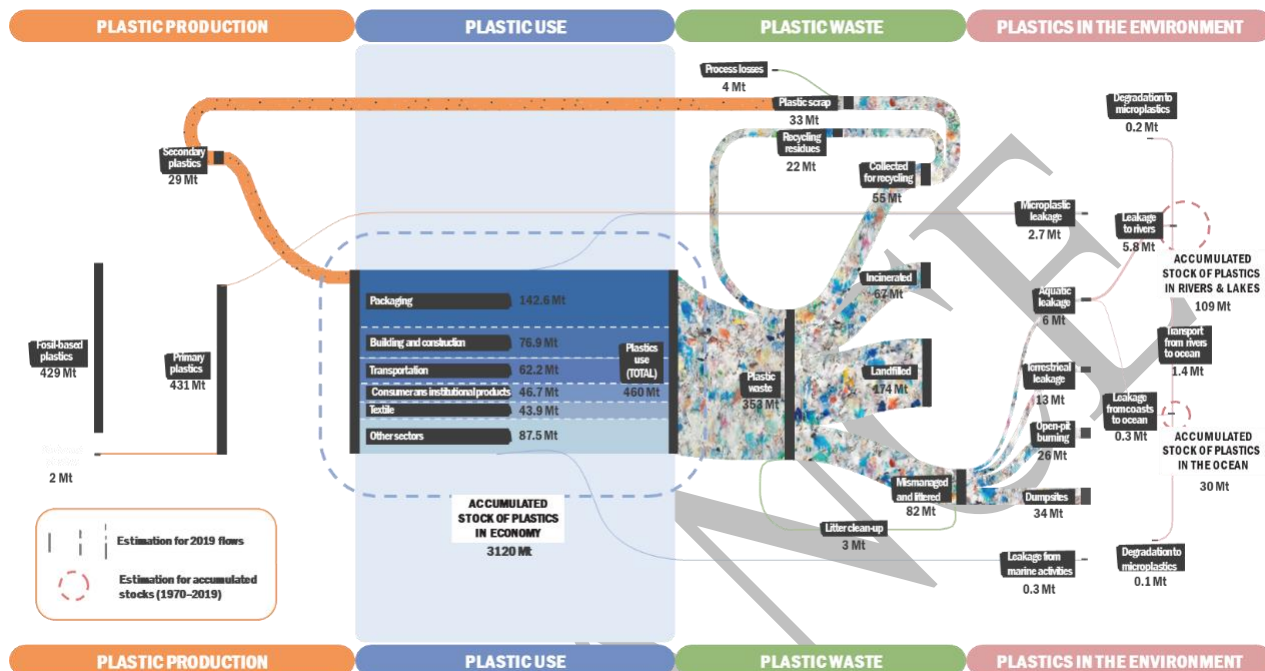 PLASTIC PRODUCTION
PLASTIC USE
PLASTIC WASTE
PLASTICS IN THE ENVIRONMENT
Process losses
4 Mt
Plastic scrap
33 Mt
Recycling
residues
22 Mt
Collected
for recycling
55 Mt
Degradation to
microplastics
0.2 Mt
Secondary
plastics
29 Mt
Microplastic
leakage
2.7 Mt
Leakage
to rivers
5.8 Mt
ACCUMULATED
STOCK OF PLASTICS
IN RIVERS & LAKES
109 Mt
Fosil-based
plastics
429 Mt
Primary
plastics
431 Mt
2 Mt
Packaging
142.6 Mt
Building and construction
76.9 Mt
Transportation
62.2 Mt
Consumerans institutional products
46.7 Mt
Textile
43.9 Mt
Other sectors
87.5 Mt
Plastics
use
(TOTAL)
460 Mt
Plastic
waste
353 Mt
Incinerated
67 Mt
Landfilled
174 Mt
Mismanaged
and littered
82 Mt
Litter clean-up
3 Mt
Aquatic
leakage
6 Mt
Terrestrieal
leakage
13 Mt
Open-pit
burning
26 Mt
Dumpsites
34 Mt
Transport
from rivers
to ocean
1.4 Mt
Leakage
from coasts
to ocean
0.3 Mt
ACCUMULATED
STOCK OF PLASTICS
IN THE OCEAN
30 Mt
ACCUMULATED
STOCK OF PLASTICS
IN ECONOMY
3120 Mt
Leakage from
marine activities
0.3 Mt
Degradation to
microplastics
0.1 Mt
Estimation for 2019 flows
Estimation for accumulated
stocks (1970–2019)
PLASTIC PRODUCTION
PLASTIC USE
PLASTIC WASTE
PLASTICS IN THE ENVIRONMENT